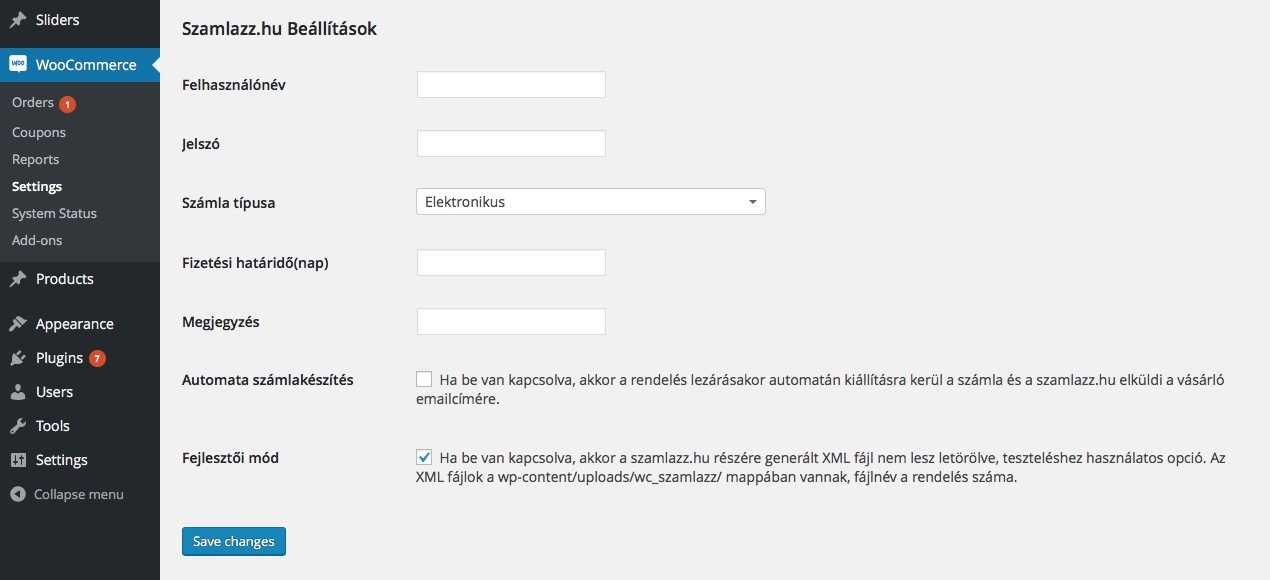 Sliders
WooCommerce
Orders 1
Coupons
Reports
Settings
System Status
Add-ons
Products
Appearance
Plugins 7
Users
Tools
Settings
Collapse menu
Szamlazz.hu Beállítások
Felhasználónév
Jelszó
Számla típusa
Elektronikus
Fizetési határidő(nap)
Megjegyzés
Automata számlakészítés
Ha be van kapcsolva, akkor a rendelés lezárásakor automatán kiállításra kerül a számla és a szamlazz.hu elküldi a vásárló
emailcímére.
Fejlesztői mód
Ha be van kapcsolva, akkor a szamlazz.hu részére generált XML fájl nem lesz letörölve, teszteléshez használatos opció. Az
XML fájlok a wp-content/uploads/wc_szamlazz/ mappában vannak, fájlnév a rendelés száma.
Save changes